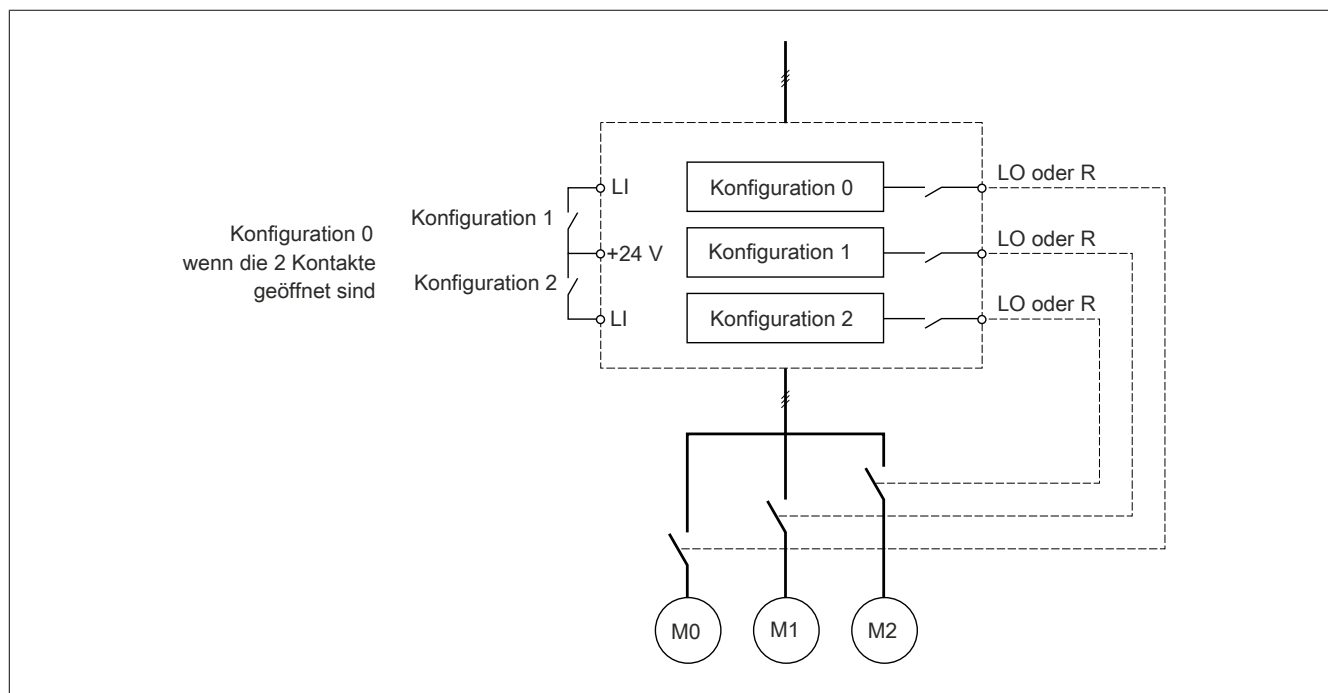 LO oder R
LI
Konfiguration 0
Konfiguration 1
Konfiguration 0
wenn die 2 Kontakte
geöffnet sind
LO oder R
+24 V
Konfiguration 1
Konfiguration 2
LO oder R
LI
Konfiguration 2
M0
M1
M2